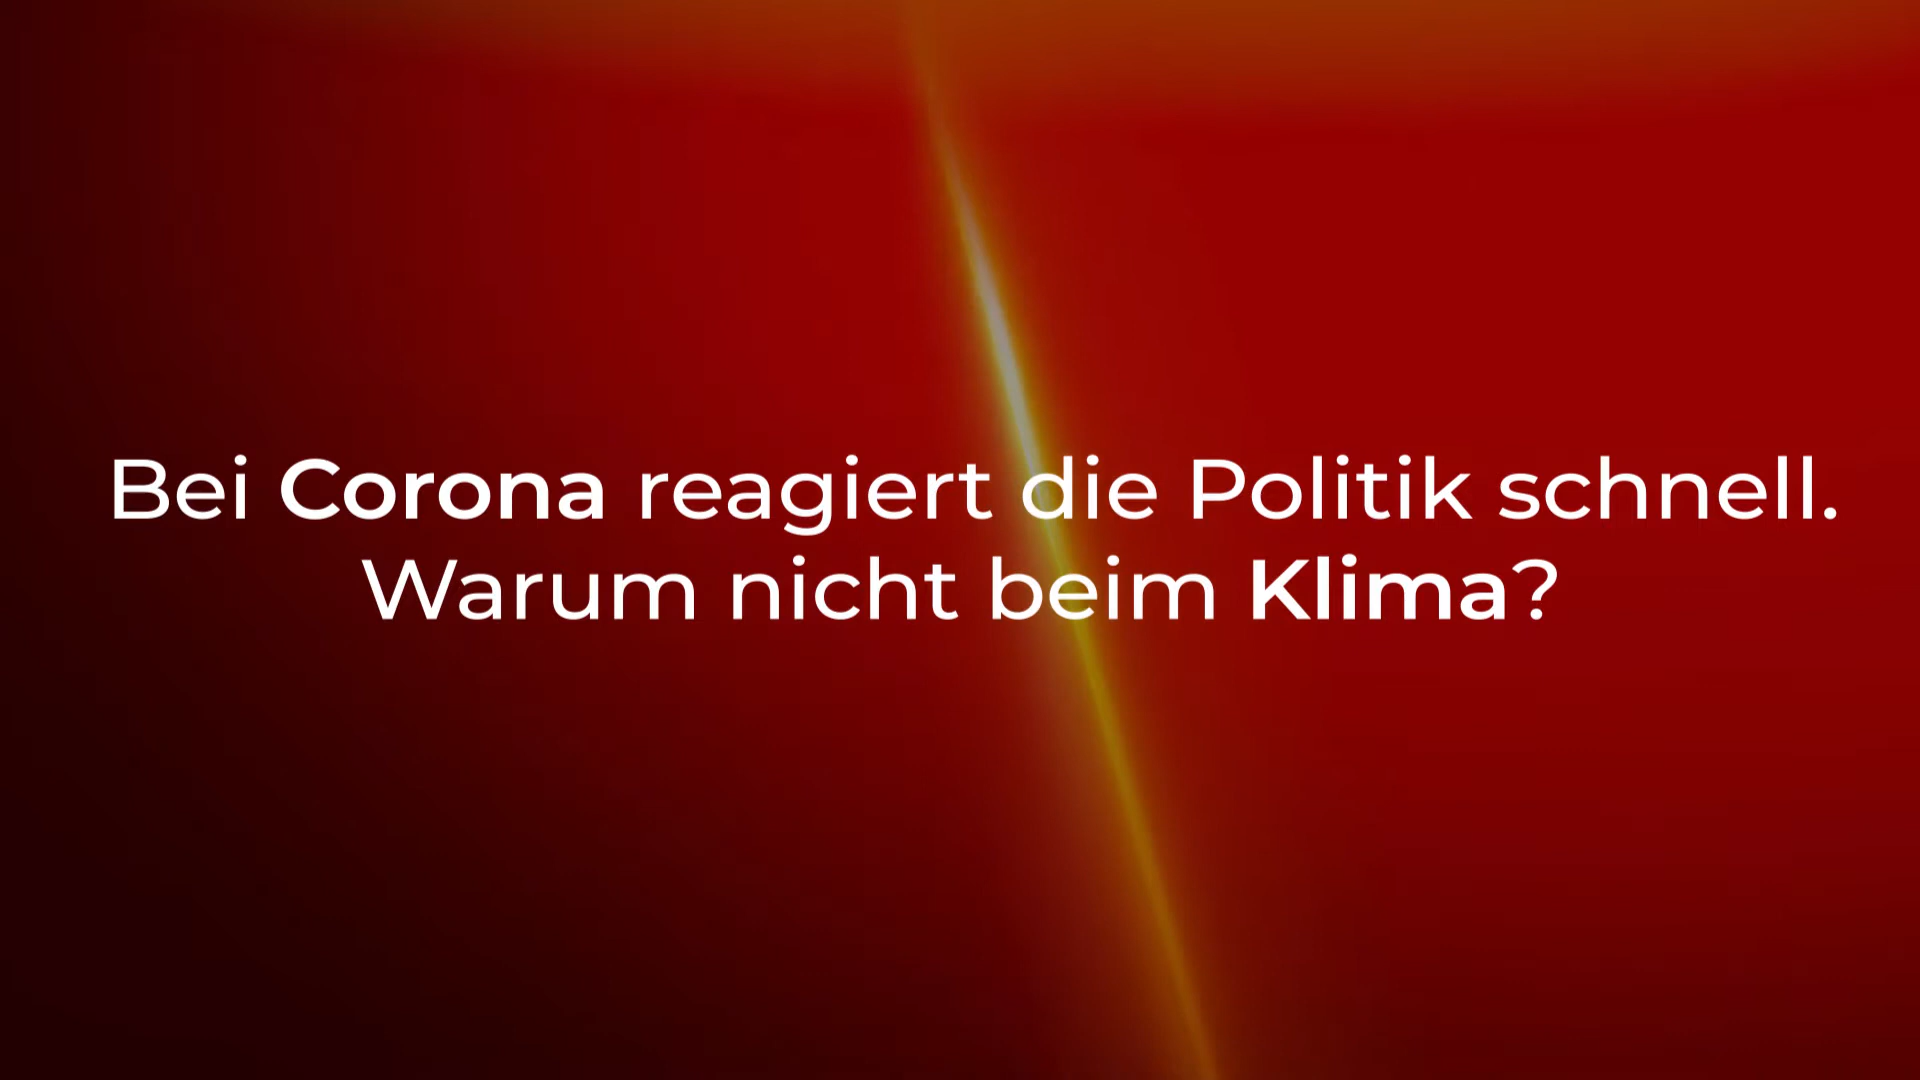 Bei Corona reagiert die Politik schnell.
Warum nicht beim Klima?